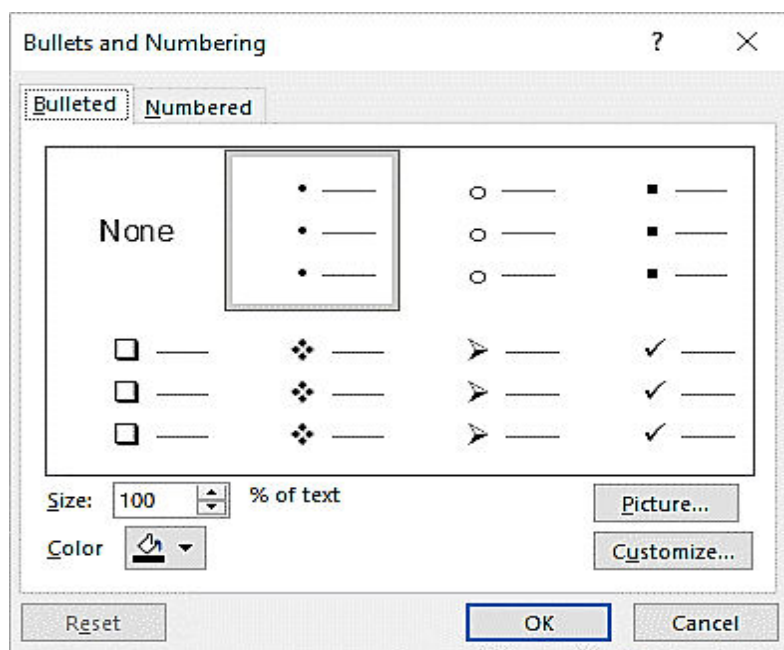 Bullets and Numbering ?
Bulleted Numbered
None
Size: 100 % of text Picture...
Color Customize...
Reset OK Cancel